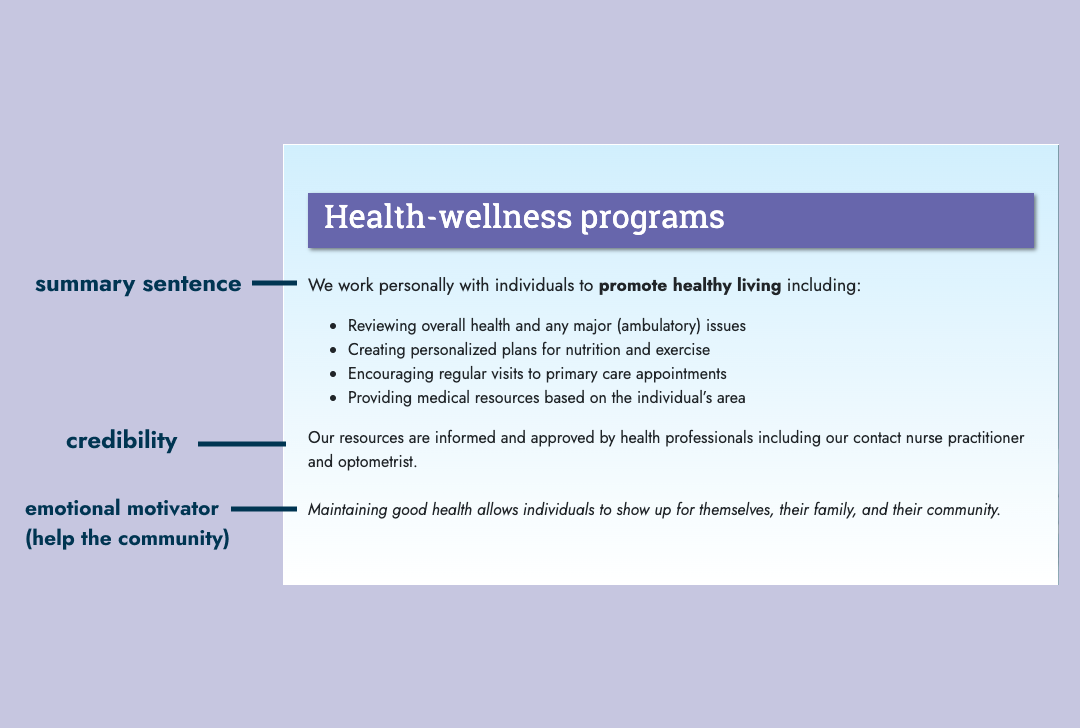 Health-wellness programs
summary sentence
We work personally with individuals to promote healthy living including:
Reviewing overall health and any major (ambulatory) issues
Creating personalized plans for nutrition and exercise
Encouraging regular visits to primary care appointments
Providing medical resources based on the individual’s area
credibility
Our resources are informed and approved by health professionals including our contact nurse practitioner
and optometrist.
emotional motivator
(help the community)
Maintaining good health allows individuals to show up for themselves, their family, and their community.